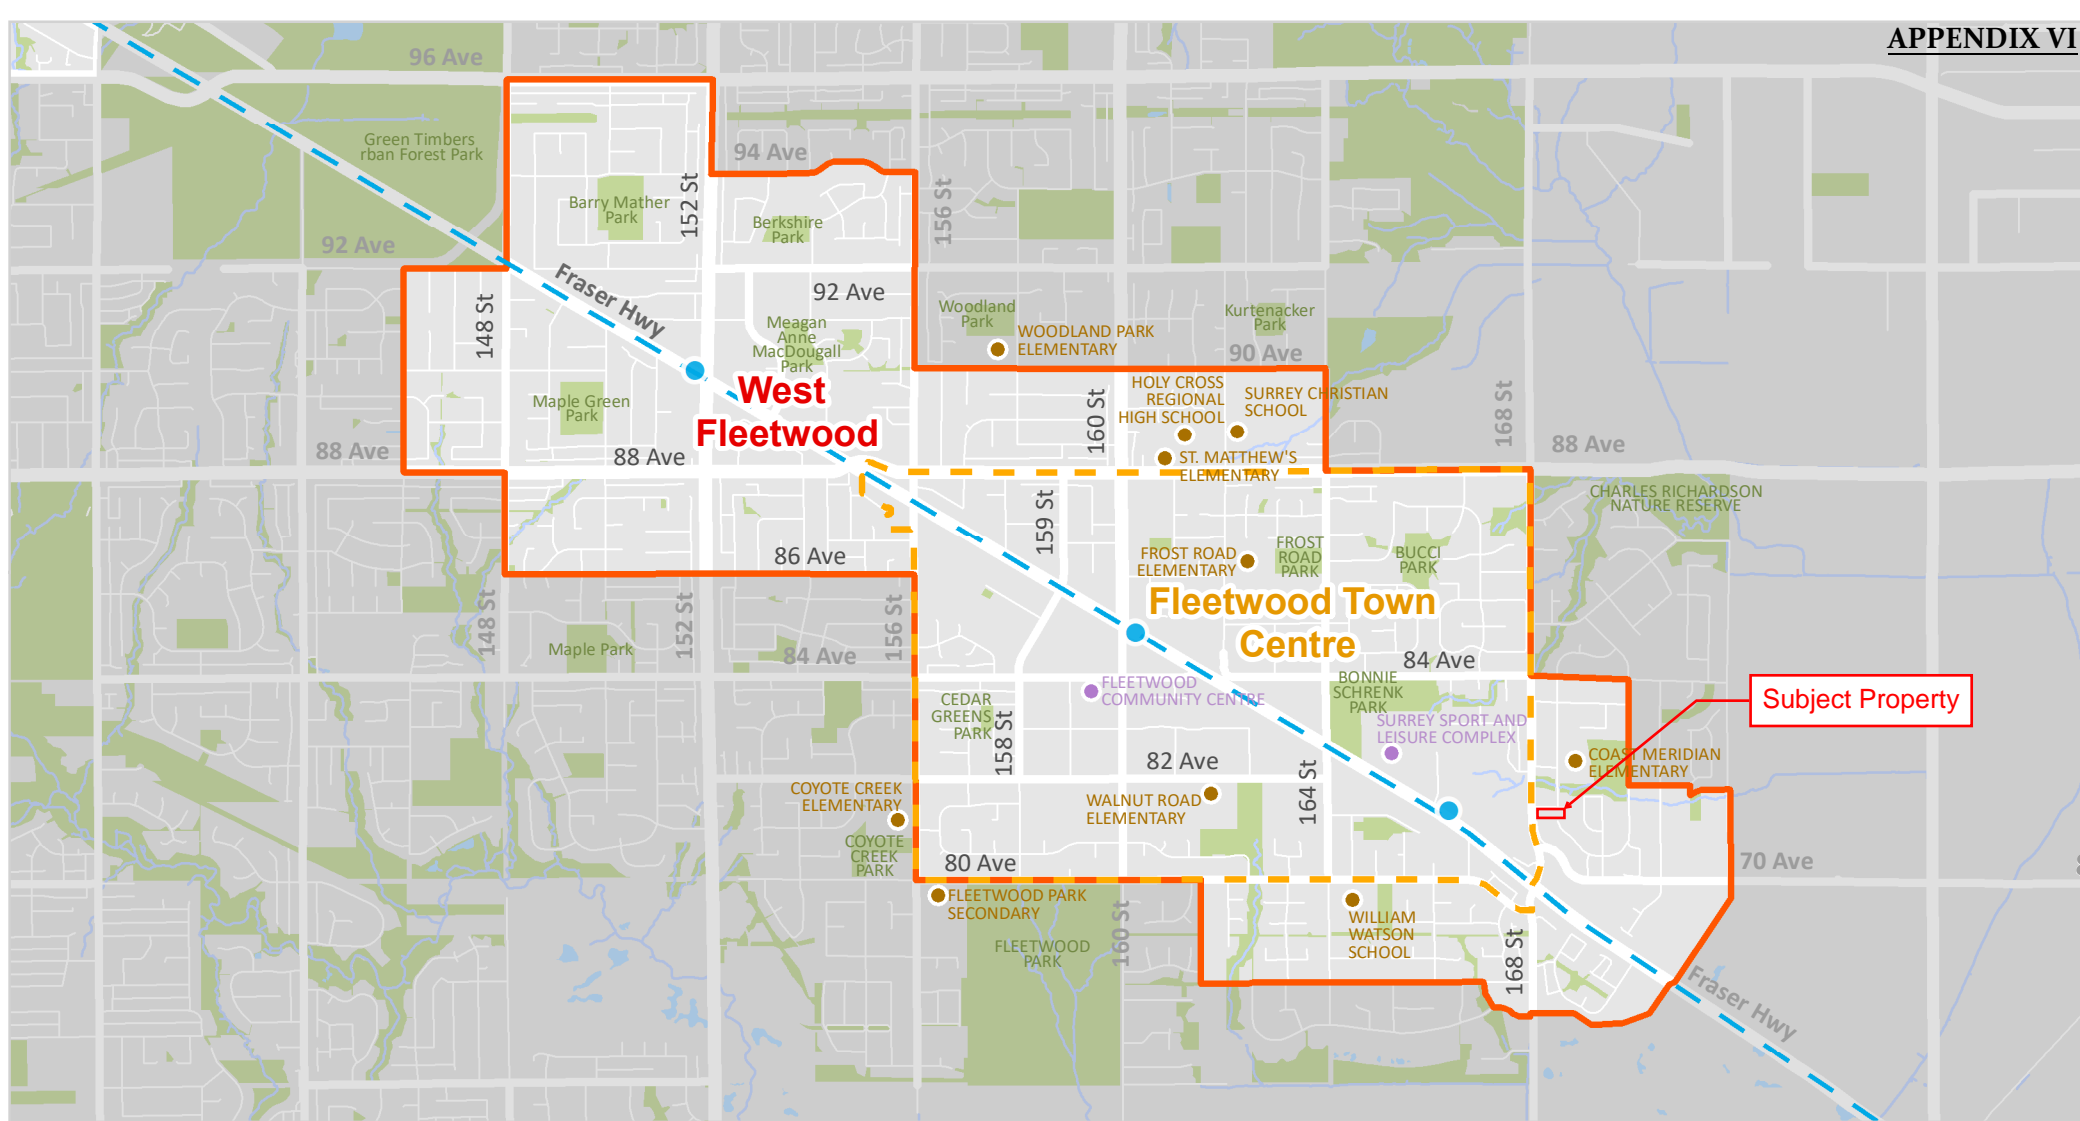 APPENDIX VI
96 Ave
Green Timbers
rban Forest Park
94 Ave
152 St
156 St
Barry Mather
Park
Berkshire
Park
92 Ave
Fraser Hwy
148 St
92 Ave
Meagan
Anne
MacDougall
Park
Woodland
Park
WOODLAND PARK
ELEMENTARY
Kurtenacker
Park
90 Ave
West
Fleetwood
Maple Green
Park
HOLY CROSS
REGIONAL
HIGH SCHOOL
SURREY CHRISTIAN
SCHOOL
160 St
168 St
88 Ave
88 Ave
88 Ave
ST. MATTHEW'S
ELEMENTARY
CHARLES RICHARDSON
NATURE RESERVE
159 St
86 Ave
FROST ROAD
ELEMENTARY
FROST
ROAD
PARK
BUCCI
PARK
Fleetwood Town
Centre
148 St
152 St
156 St
Maple Park
84 Ave
84 Ave
FLEETWOOD
COMMUNITY CENTRE
BONNIE
SCHRENK
PARK
Subject Property
CEDAR
GREENS
PARK
158 St
SURREY SPORT AND
LEISURE COMPLEX
82 Ave
COAST MERIDIAN
ELEMENTARY
COYOTE CREEK
ELEMENTARY
WALNUT ROAD
ELEMENTARY
164 St
COYOTE
CREEK
PARK
80 Ave
70 Ave
FLEETWOOD PARK
SECONDARY
160 St
WILLIAM
WATSON
SCHOOL
FLEETWOOD
PARK
168 St
Fraser Hwy